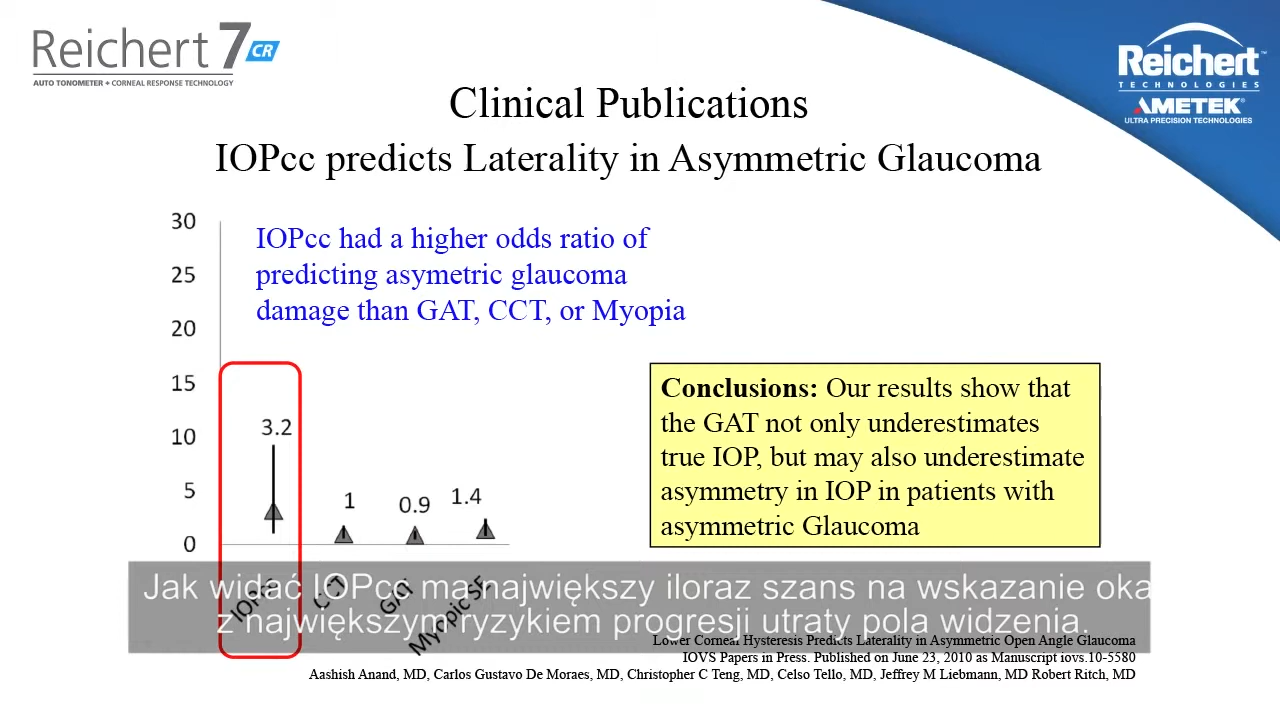 Reichert 7 CR
AUTO TONOMETER + CORNEAL RESPONSE TECHNOLOGY
Reichert™
TECHNOLOGIES
AMETEK®
ULTRA PRECISION TECHNOLOGIES
Clinical Publications
IOPcc predicts Laterality in Asymmetric Glaucoma
IOPcc had a higher odds ratio of
predicting asymetric glaucoma
damage than GAT, CCT, or Myopia
30
25
20
15
10
5
0
3.2
1
0.9
1.4
CCT
GAT
Myopic SE
Conclusions: Our results show that
the GAT not only underestimates
true IOP, but may also underestimate
asymmetry in IOP in patients with
asymmetric Glaucoma
Jak widać IOPcc ma największy iloraz szans na wskazanie oka
z największym ryzykiem progresji utraty pola widzenia.
Lower Corneal Hysteresis Predicts Laterality in Asymmetric Open Angle Glaucoma
IOVS Papers in Press. Published on June 23, 2010 as Manuscript iovs.10-5580
Aashish Anand, MD, Carlos Gustavo De Moraes, MD, Christopher C Teng, MD, Celso Tello, MD, Jeffrey M Liebmann, MD Robert Ritch, MD